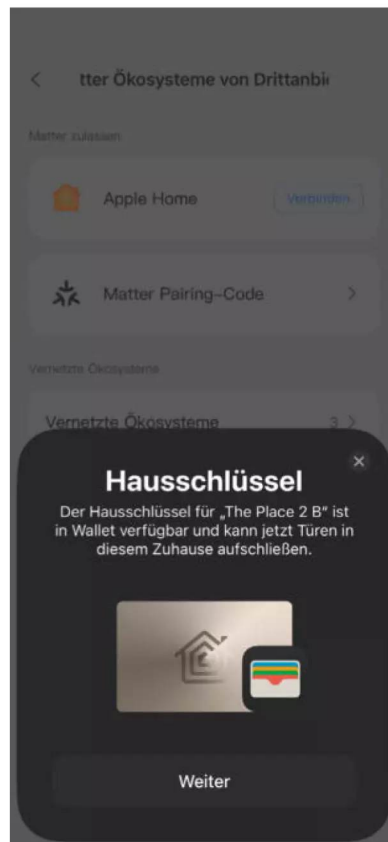 tter Ökosysteme von Drittanbi
Matter zulassen
Apple Home
Verbinden
Matter Pairing-Code
Vernetzte Ökosysteme
Vernetzte Ökosysteme
3
Hausschlüssel
Der Hausschlüssel für „The Place 2 B“ ist
in Wallet verfügbar und kann jetzt Türen in
diesem Zuhause aufschließen.
Weiter